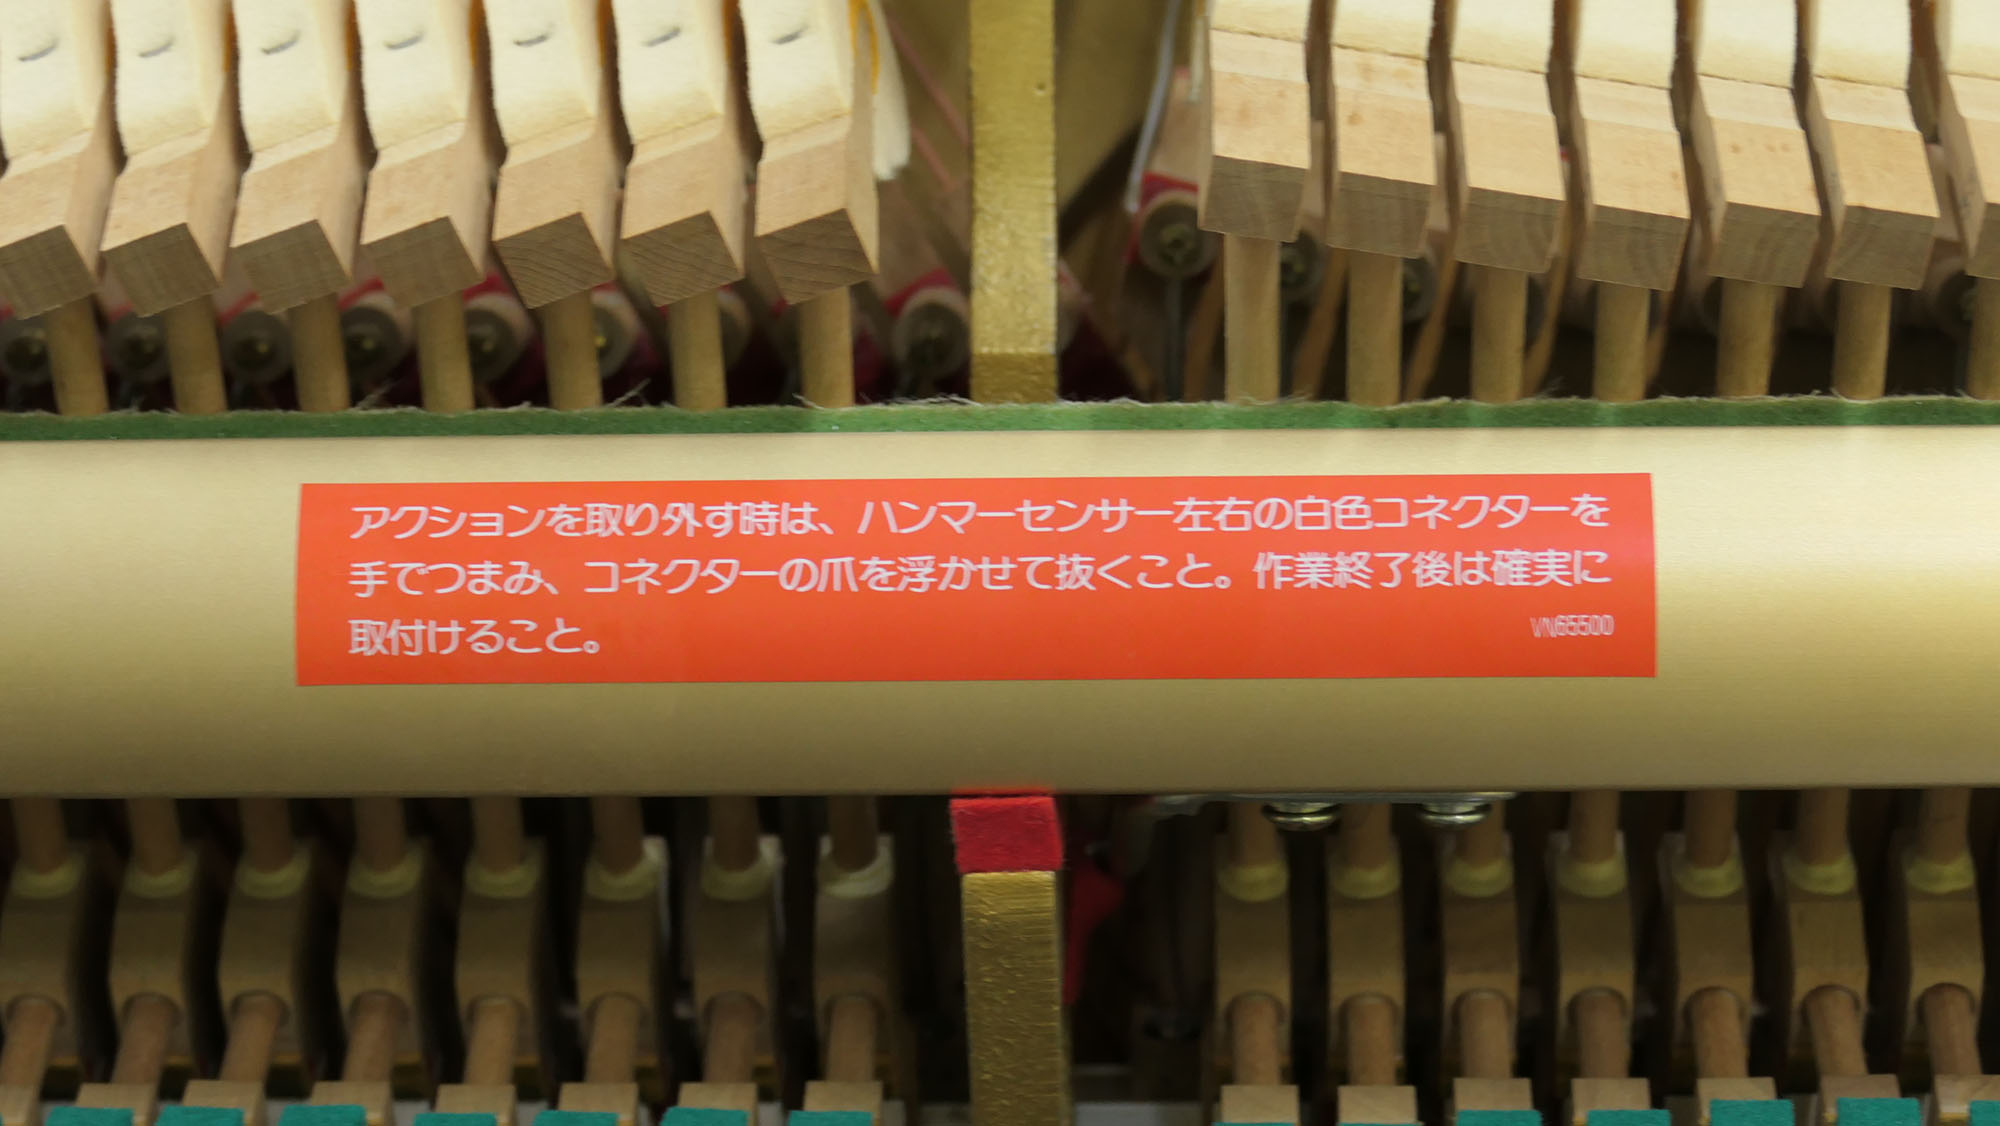 アクションを取り外す時は、ハンマーセンサー左右の白色コネクターを
手でつまみ、コネクターの爪を浮かせて抜くこと。作業終了後は確実に
取付けること。
VN65500